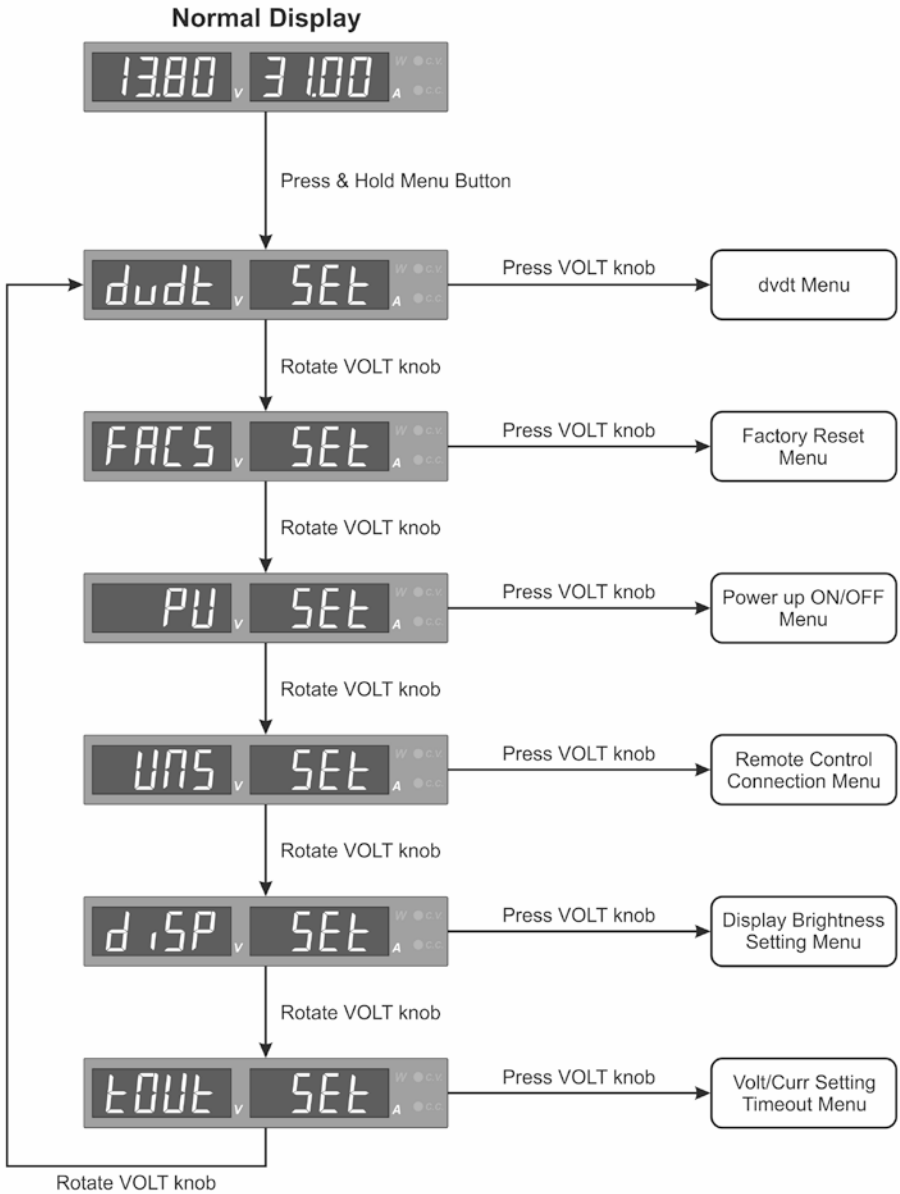 Normal Display
13.80 V 31.00 A W C.V. C.C.
Press & Hold Menu Button
dvdt V SEt A W C.V. C.C.
Press VOLT knob
dvdt Menu
Rotate VOLT knob
FACS V SEt A W C.V. C.C.
Press VOLT knob
Factory Reset
Menu
Rotate VOLT knob
PU V SEt A W C.V. C.C.
Press VOLT knob
Power up ON/OFF
Menu
Rotate VOLT knob
UMS V SEt A W C.V. C.C.
Press VOLT knob
Remote Control
Connection Menu
Rotate VOLT knob
diSP V SEt A W C.V. C.C.
Press VOLT knob
Display Brightness
Setting Menu
Rotate VOLT knob
tOUt V SEt A W C.V. C.C.
Press VOLT knob
Volt/Curr Setting
Timeout Menu
Rotate VOLT knob